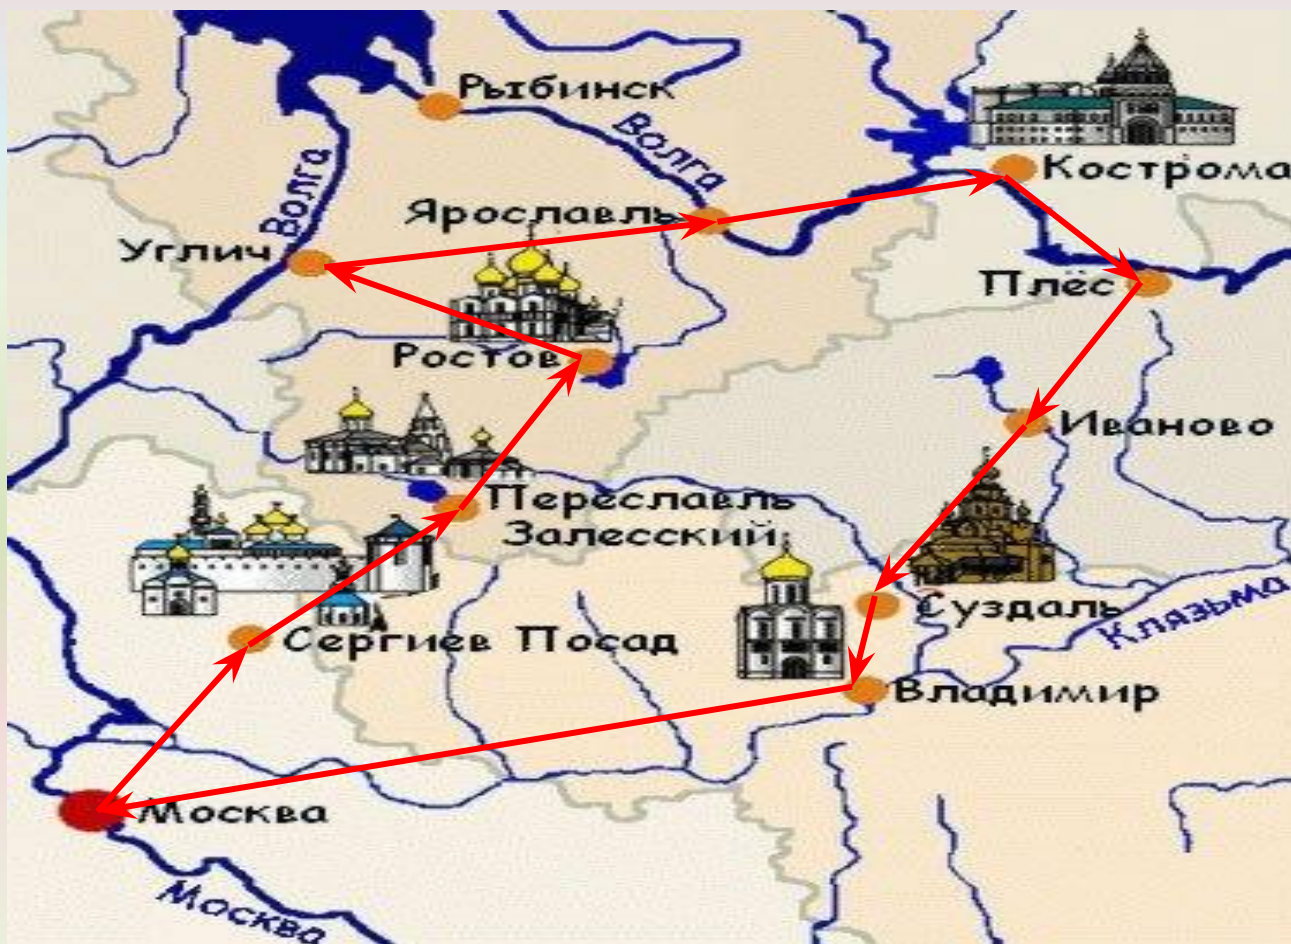 Рыбинск
Волга
Кострома
Волга
Ярославль
Углич
Плёс
Ростов
Иваново
Переславль
Залесский
Суздаль
Клязьма
Сергиев Посад
Владимир
Москва
Москва